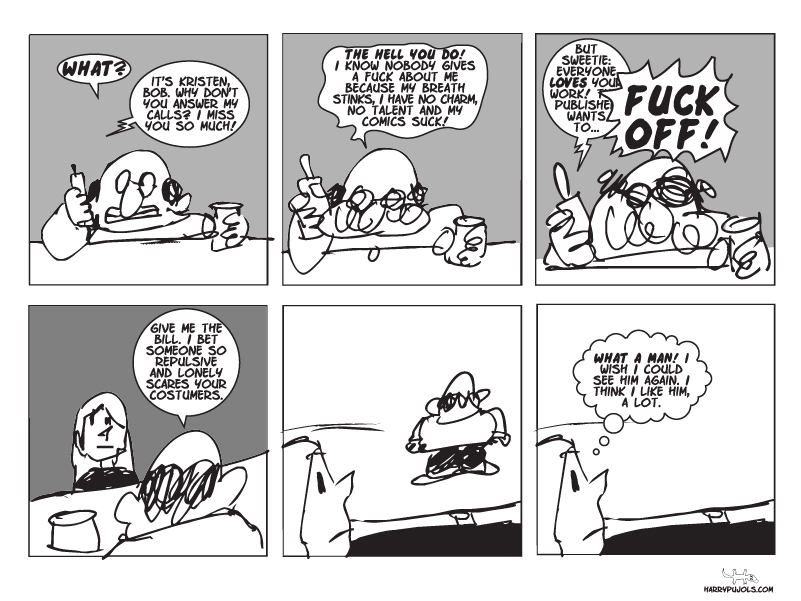 WHAT?
IT'S KRISTEN,
BOB. WHY DON'T
YOU ANSWER MY
CALLS? I MISS
YOU SO MUCH!
THE HELL YOU DO!
I KNOW NOBODY GIVES
A FUCK ABOUT ME
BECAUSE MY BREATH
STINKS, I HAVE NO CHARM,
NO TALENT AND MY
COMICS SUCK!
BUT
SWEETIE:
EVERYONE
LOVES YOUR
WORK!
PUBLISHE
WANTS
TO...
FUCK
OFF!
GIVE ME THE
BILL. I BET
SOMEONE SO
REPULSIVE
AND LONELY
SCARES YOUR
COSTUMERS.
WHAT A MAN! I
WISH I COULD
SEE HIM AGAIN. I
THINK I LIKE HIM,
A LOT.
HARRYPUJOLS.COM